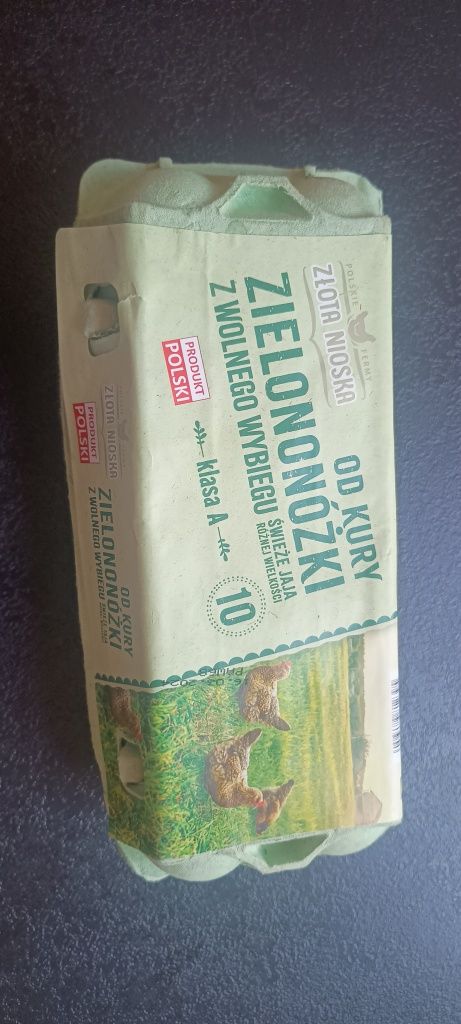 POLSKIE FERMY
ZŁOTA NIOSKA
OD KURY
ZIELONONÓŻKI
Z WOLNEGO WYBIEGU
ŚWIEŻE JAJA
RÓŻNEJ WIELKOŚCI
PRODUKT
POLSKI
klasa A
10
ZŁOTA NIOSKA
PRODUKT
POLSKI
OD KURY
ZIELONONÓŻKI
Z WOLNEGO WYBIEGU